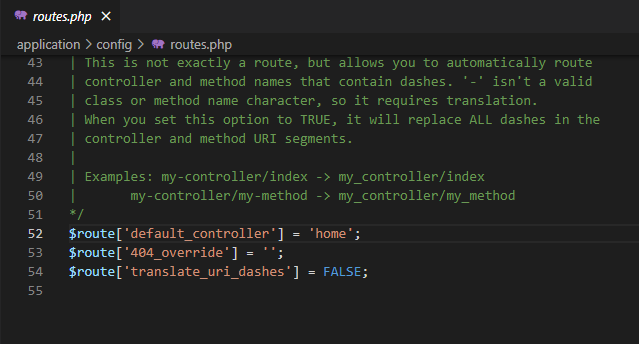 routes.php ×
application > config > routes.php
43 | This is not exactly a route, but allows you to automatically route
44 | controller and method names that contain dashes. '-' isn't a valid
45 | class or method name character, so it requires translation.
46 | When you set this option to TRUE, it will replace ALL dashes in the
47 | controller and method URI segments.
48 |
49 | Examples: my-controller/index -> my_controller/index
50 |       my-controller/my-method -> my_controller/my_method
51 */
52 $route['default_controller'] = 'home';
53 $route['404_override'] = '';
54 $route['translate_uri_dashes'] = FALSE;
55